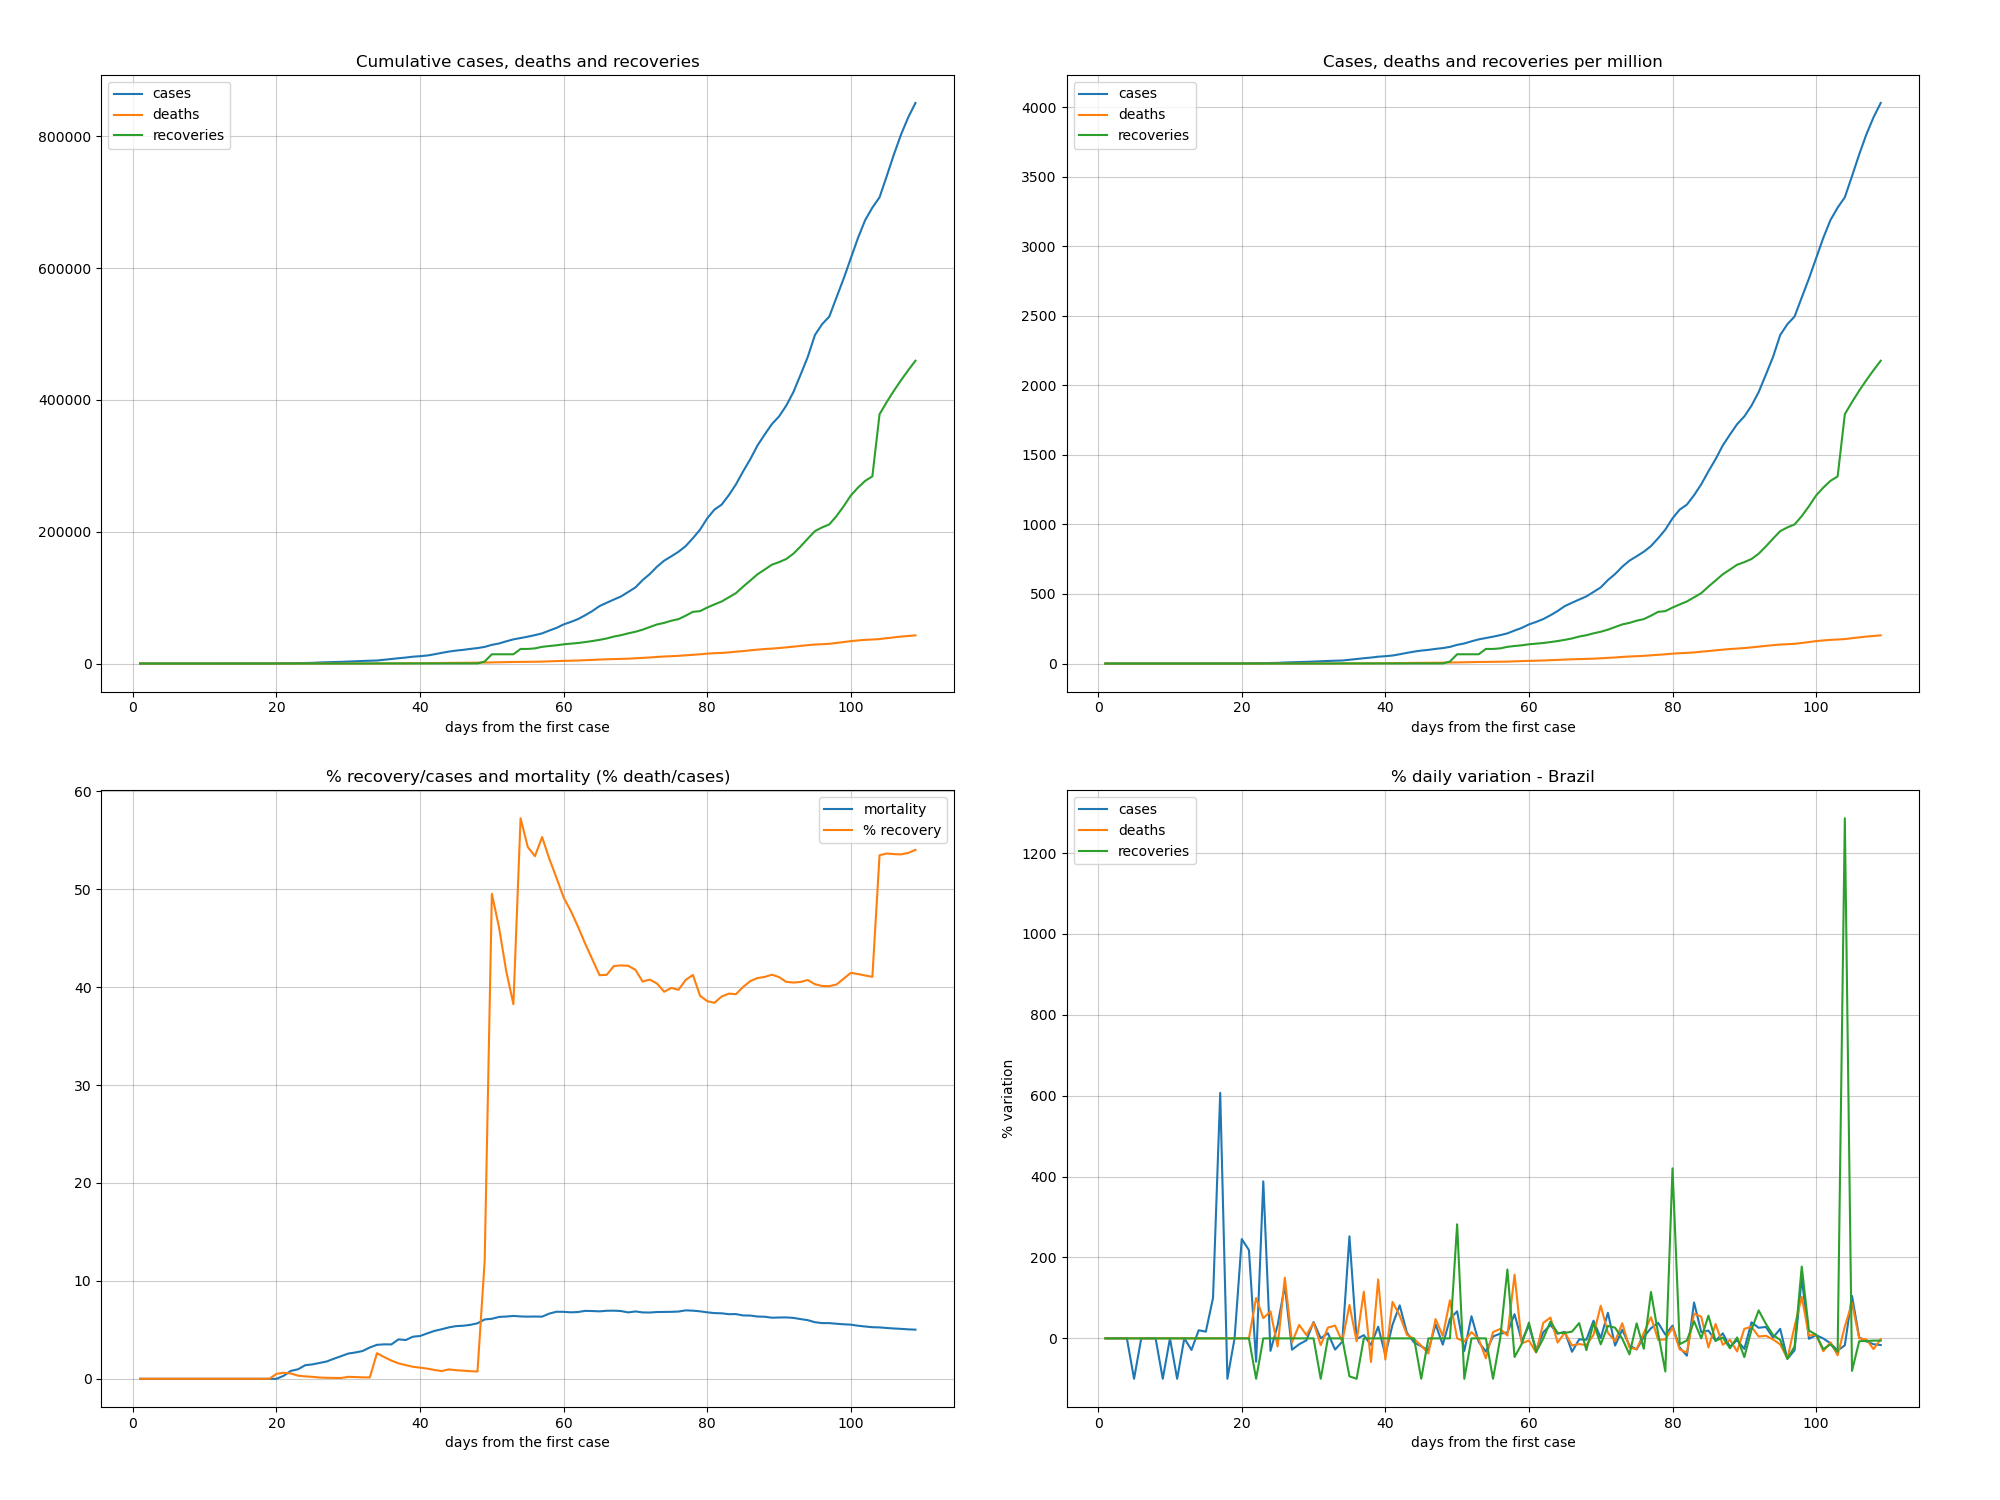 Cumulative cases, deaths and recoveries
cases
deaths
recoveries
800000
600000
400000
200000
0
0 20 40 60 80 100
days from the first case
Cases, deaths and recoveries per million
cases
deaths
recoveries
4000
3500
3000
2500
2000
1500
1000
500
0
0 20 40 60 80 100
days from the first case
% recovery/cases and mortality (% death/cases)
mortality
% recovery
60
50
40
30
20
10
0
0 20 40 60 80 100
days from the first case
% daily variation - Brazil
cases
deaths
recoveries
% variation
1200
1000
800
600
400
200
0
0 20 40 60 80 100
days from the first case